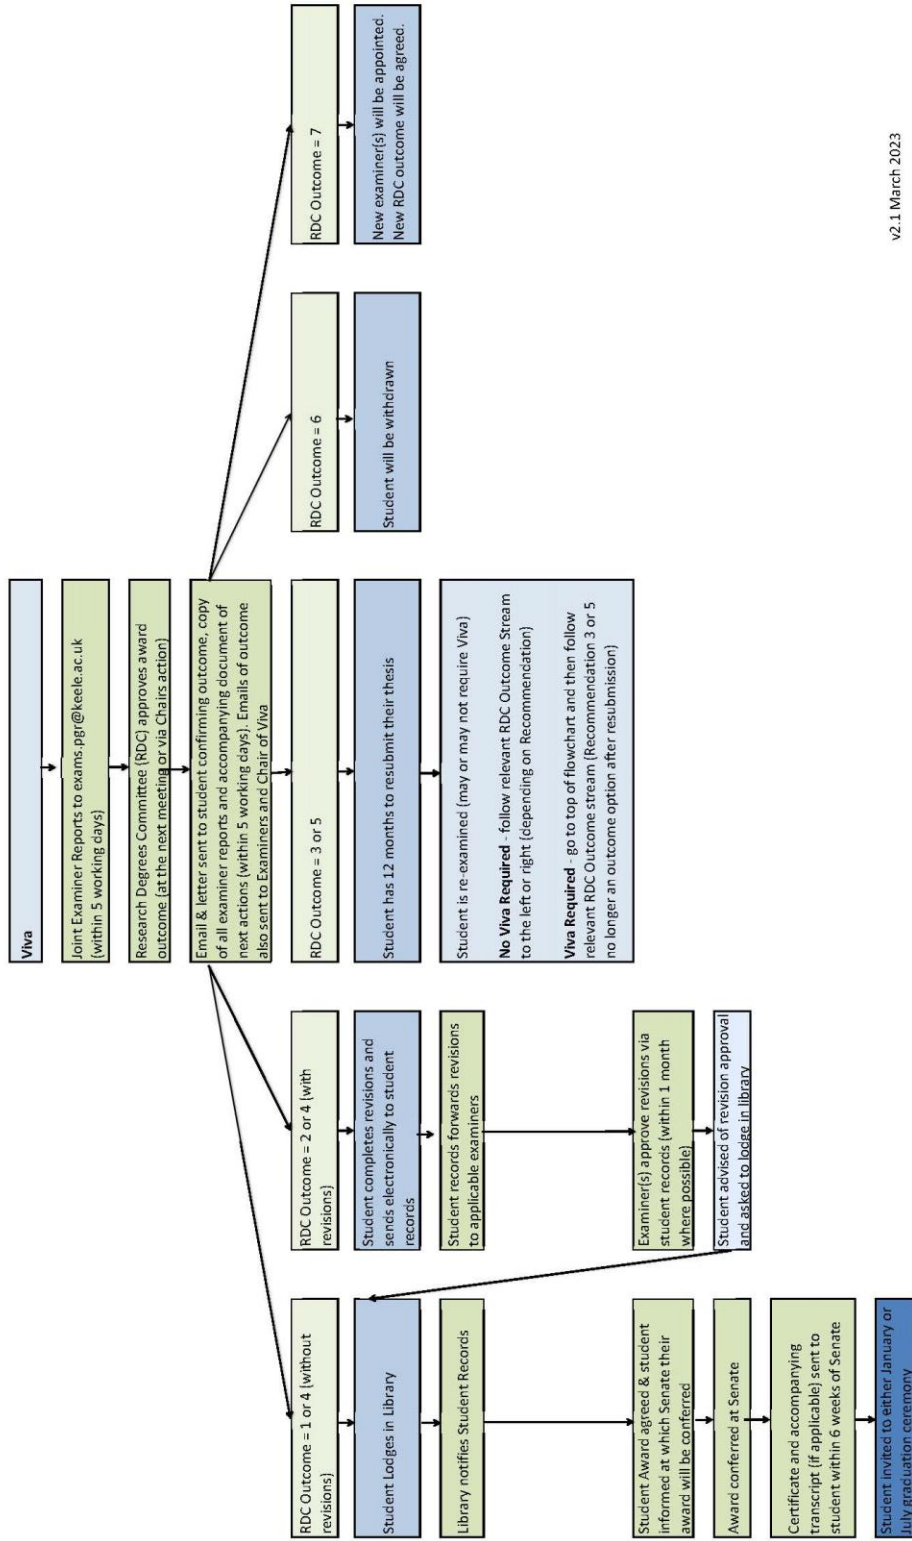 Viva
Joint Examiner Reports to exams.pgr@keele.ac.uk
(within 5 working days)
Research Degrees Committee (RDC) approves award
outcome (at the next meeting or via Chairs action)
Email & letter sent to student confirming outcome, copy
of all examiner reports and accompanying document of
next actions (within 5 working days). Emails of outcome
also sent to Examiners and Chair of Viva
RDC Outcome = 1 or 4 (without
revisions)
Student Lodges in Library
Library notifies Student Records
Student Award agreed & student
informed at which Senate their
award will be conferred
Award conferred at Senate
Certificate and accompanying
transcript (if applicable) sent to
student within 6 weeks of Senate
Student invited to either January or
July graduation ceremony
RDC Outcome = 2 or 4 (with
revisions)
Student completes revisions and
sends electronically to student
records
Student records forwards revisions
to applicable examiners
Examiner(s) approve revisions via
student records (within 1 month
where possible)
Student advised of revision approval
and asked to lodge in library
RDC Outcome = 3 or 5
Student has 12 months to resubmit their thesis
Student is re-examined (may or may not require Viva)
No Viva Required - follow relevant RDC Outcome Stream
to the left or right (depending on Recommendation)
Viva Required - go to top of flowchart and then follow
relevant RDC Outcome stream (Recommendation 3 or 5
no longer an outcome option after resubmission)
RDC Outcome = 6
Student will be withdrawn
RDC Outcome = 7
New examiner(s) will be appointed.
New RDC outcome will be agreed.
v2.1 March 2023